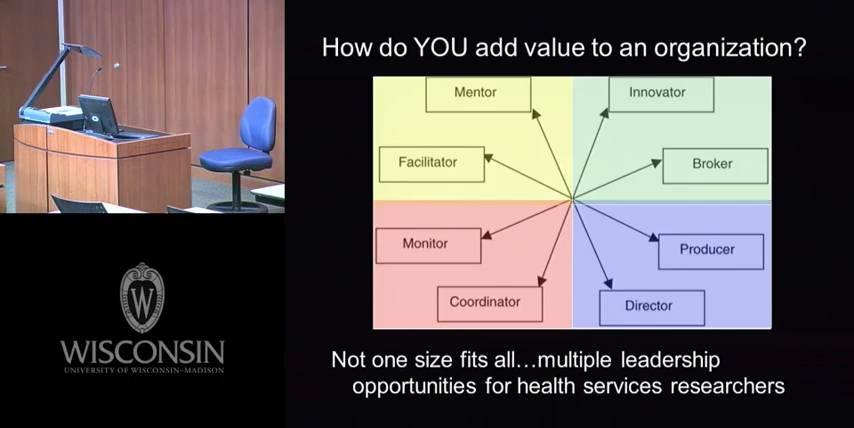 How do YOU add value to an organization?
Mentor
Innovator
Facilitator
Broker
Monitor
Producer
Coordinator
Director
Not one size fits all…multiple leadership
opportunities for health services researchers
W
WISCONSIN
UNIVERSITY OF WISCONSIN–MADISON